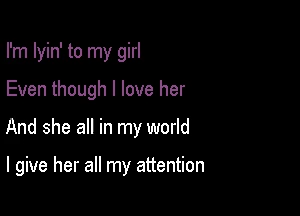 I'm lyin' to my girl
Even though I love her
And she all in my world
I give her all my attention